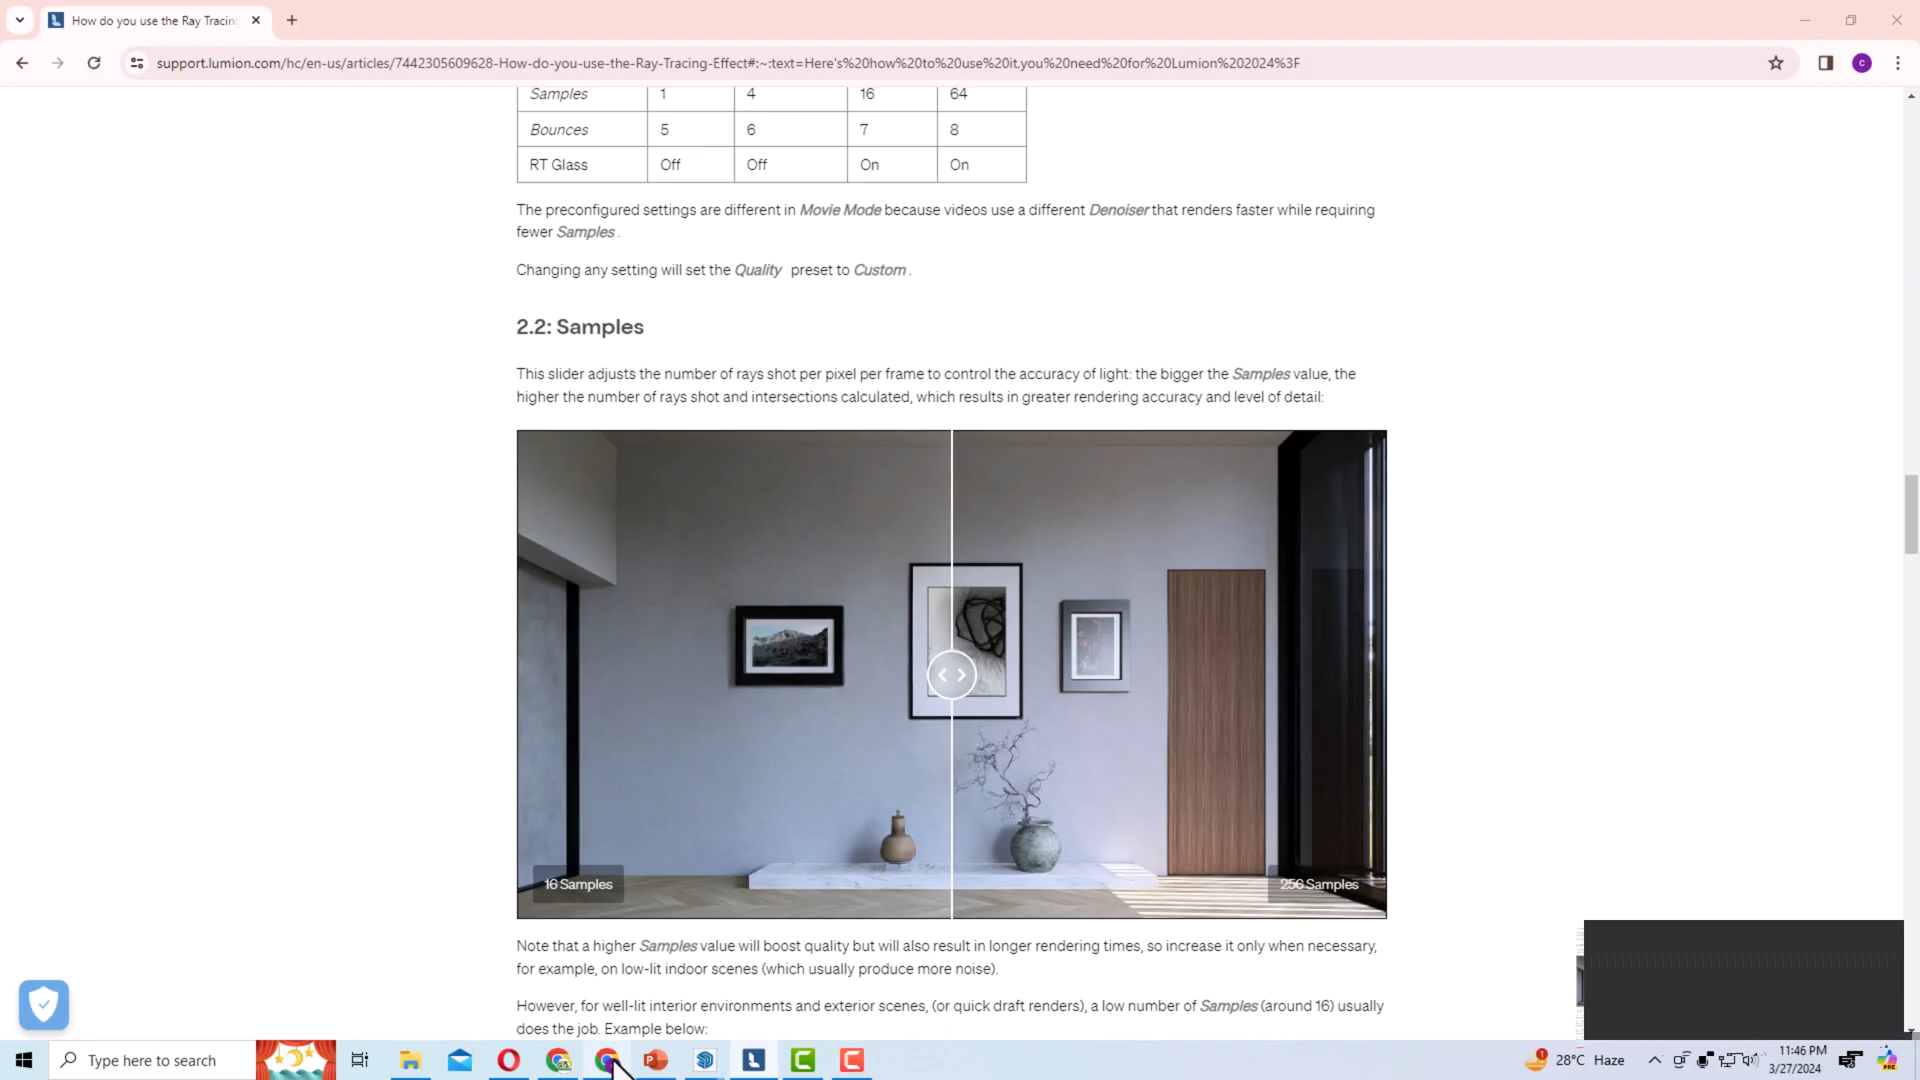 How do you use the Ray Tracin
support.lumion.com/hc/en-us/articles/7442305609628-How-do-you-use-the-Ray-Tracing-Effect#:~:text=Here's%20how%20to%20use%20it,you%20need%20for%20Lumion%202024%3F
c
Samples 1 4 16 64
Bounces 5 6 7 8
RT Glass Off Off On On
The preconfigured settings are different in Movie Mode because videos use a different Denoiser that renders faster while requiring
fewer Samples .
Changing any setting will set the Quality preset to Custom .
2.2: Samples
This slider adjusts the number of rays shot per pixel per frame to control the accuracy of light: the bigger the Samples value, the
higher the number of rays shot and intersections calculated, which results in greater rendering accuracy and level of detail:
16 Samples
256 Samples
Note that a higher Samples value will boost quality but will also result in longer rendering times, so increase it only when necessary,
for example, on low-lit indoor scenes (which usually produce more noise).
However, for well-lit interior environments and exterior scenes, (or quick draft renders), a low number of Samples (around 16) usually
does the job. Example below:
Type here to search
1
28°C Haze
11:46 PM
3/27/2024
PRE